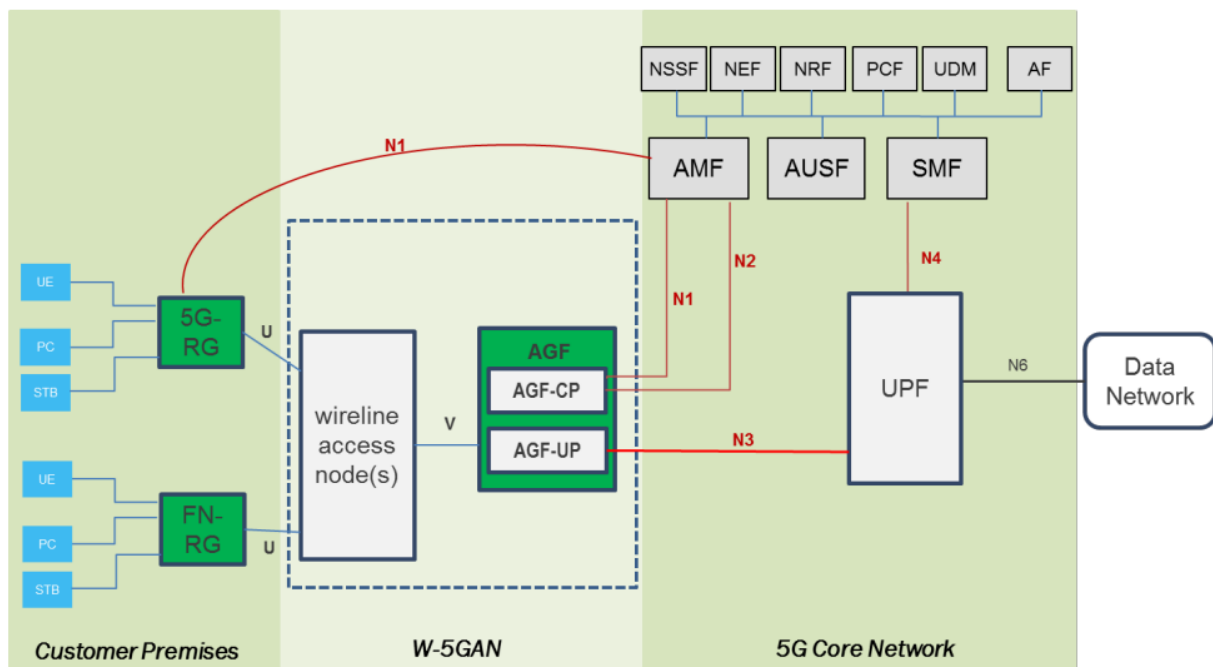 NSSF
NEF
NRF
PCF
UDM
AF
N1
AMF
AUSF
SMF
N1
N2
N4
UE
PC
STB
5G-
RG
U
wireline
access
node(s)
V
AGF
AGF-CP
AGF-UP
N3
UPF
N6
Data
Network
UE
PC
STB
FN-
RG
U
Customer Premises
W-5GAN
5G Core Network